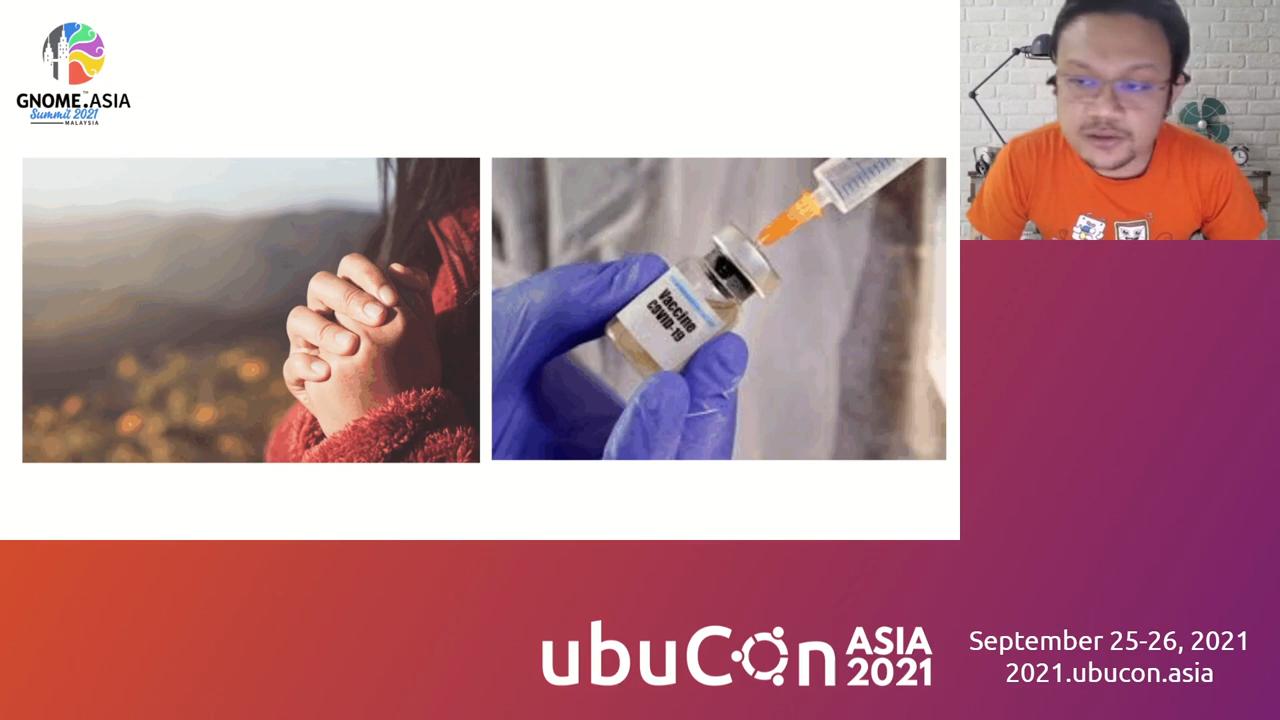 GNOME.ASIA
Summit 2021
MALAYSIA
Vaccine
COVID-19
ubuCon ASIA 2021
September 25-26, 2021
2021.ubucon.asia